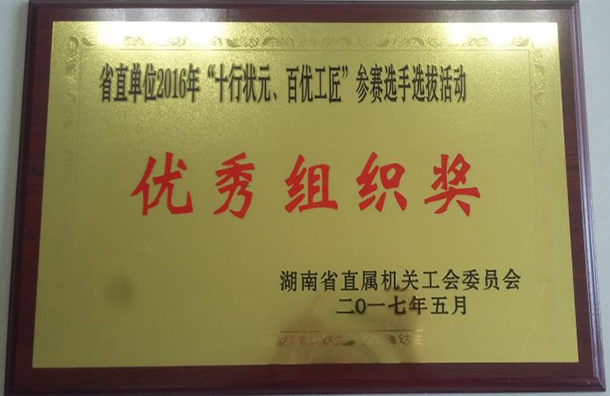 省直单位2016年“十行状元、百优工匠”参赛选手选拔活动
优秀组织奖
湖南省直属机关工会委员会
二〇一七年五月